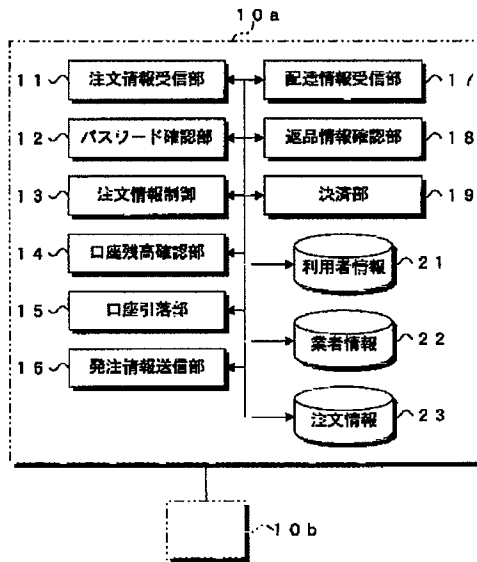 10a
11 注文情報受信部
配達情報受信部 17
12 パスワード確認部
返品情報確認部 18
13 注文情報制御
決済部 19
14 口座残高確認部
利用者情報 21
15 口座引落部
業者情報 22
16 発注情報送信部
注文情報 23
10b